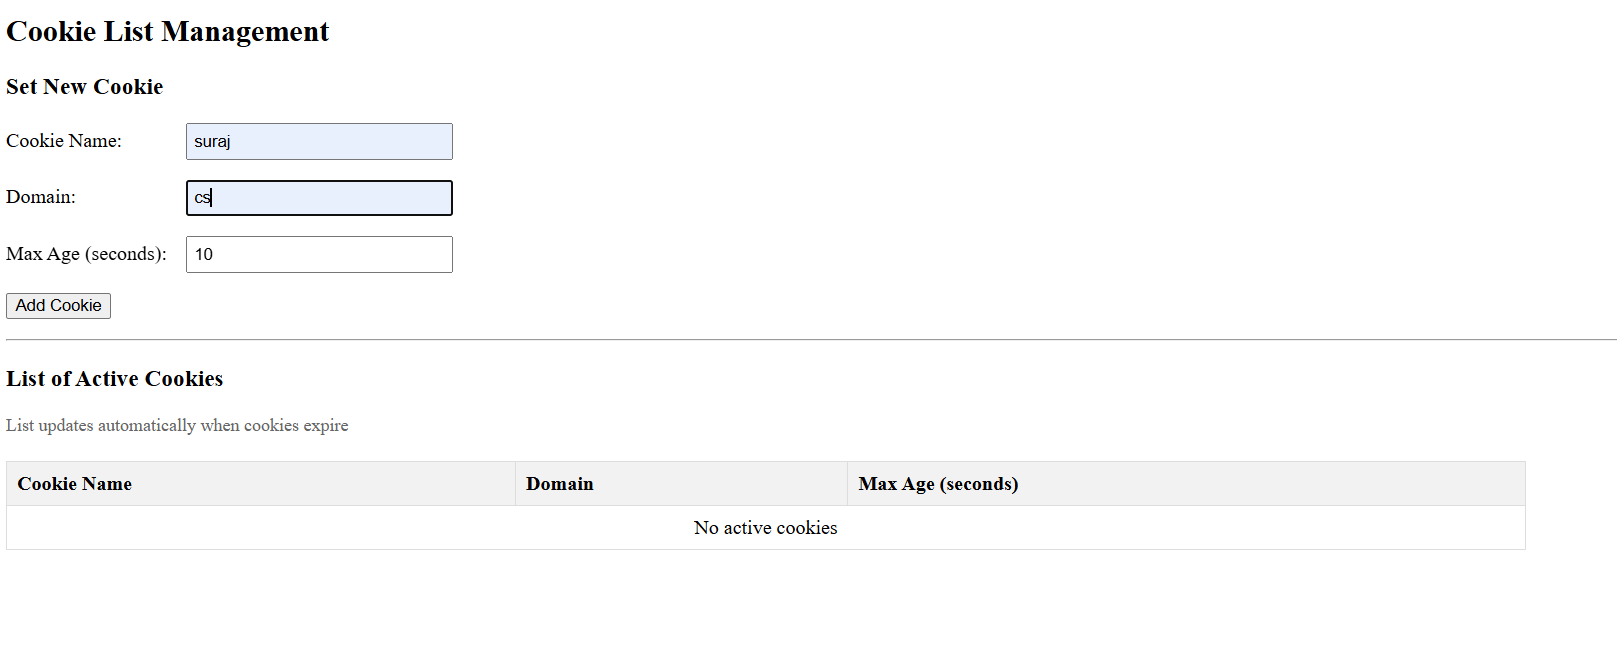 Cookie List Management
Set New Cookie
Cookie Name: suraj
Domain: cs
Max Age (seconds): 10
Add Cookie
List of Active Cookies
List updates automatically when cookies expire
Cookie Name Domain Max Age (seconds)
No active cookies